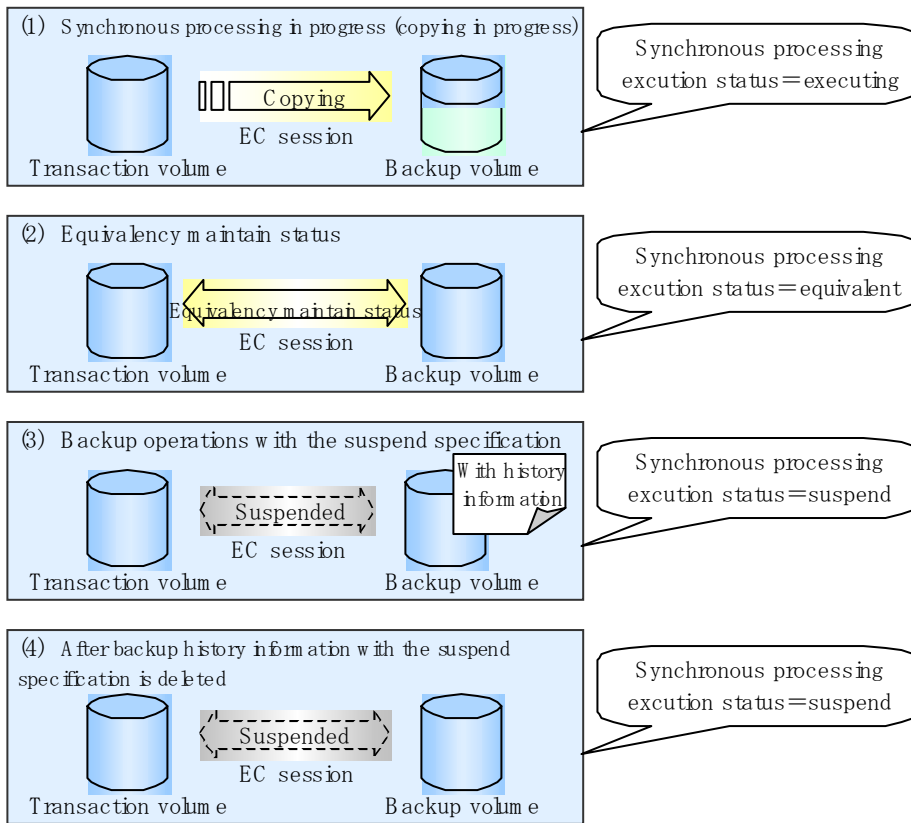 (1) Synchronous processing in progress (copying in progress)
Copying
EC session
Transaction volume
Backup volume
Synchronous processing
excution status=executing
(2) Equivalency maintain status
Equivalency maintain status
EC session
Transaction volume
Backup volume
Synchronous processing
excution status=equivalent
(3) Backup operations with the suspend specification
With history
information
Suspended
EC session
Transaction volume
Backup volume
Synchronous processing
excution status=suspend
(4) After backup history information with the suspend
specification is deleted
Suspended
EC session
Transaction volume
Backup volume
Synchronous processing
excution status=suspend